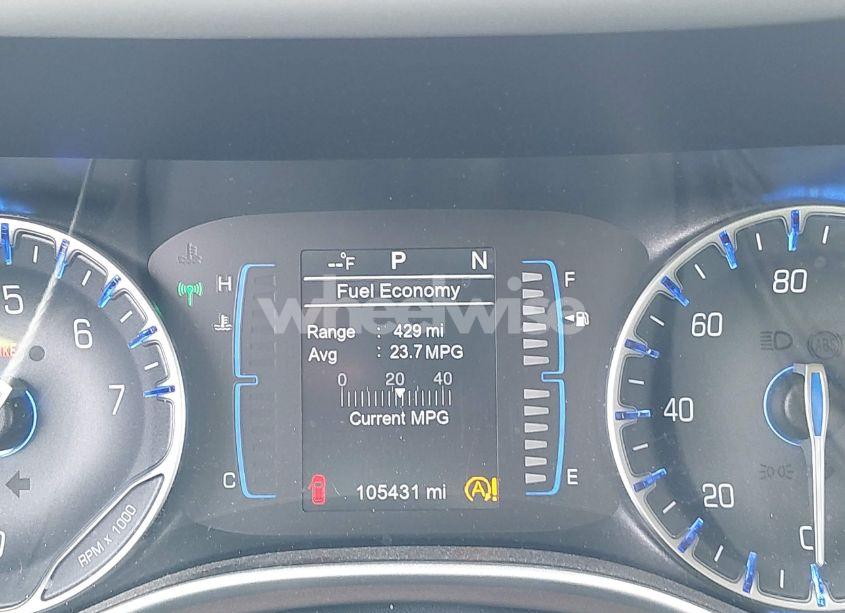 --°F P N
Fuel Economy
Range : 429 mi
Avg : 23.7 MPG
0 20 40
Current MPG
105431 mi
A!
H
C
F
E
5
6
7
RPM X 1000
80
60
40
20
ABS
wheelwise